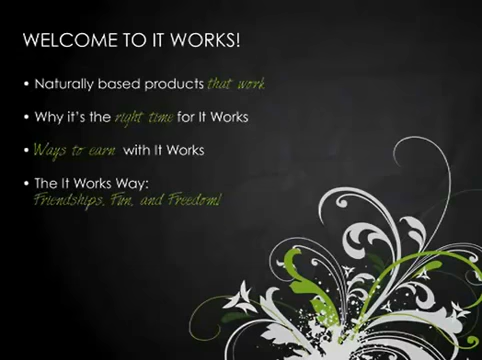 WELCOME TO IT WORKS!
• Naturally based products that work
• Why it's the right time for It Works
• Ways to earn with It Works
• The It Works Way:
Friendships, Fun, and Freedom!